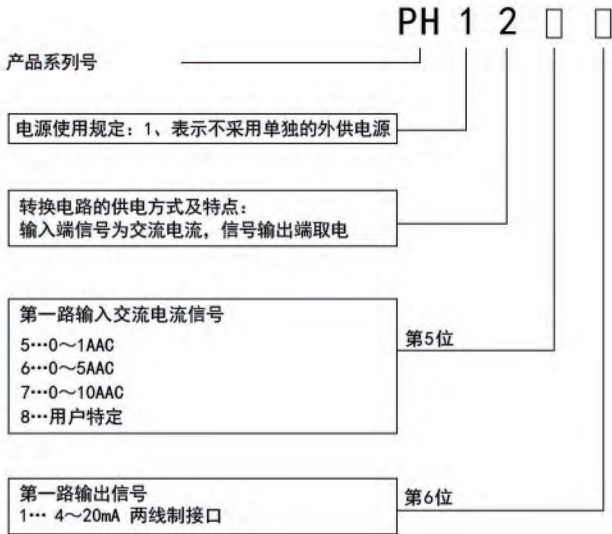 PH 1 2 □ □
产品系列号
电源使用规定：1、表示不采用单独的外供电源
转换电路的供电方式及特点：
输入端信号为交流电流，信号输出端取电
第一路输入交流电流信号
5…0～1AAC
6…0～5AAC
7…0～10AAC
8…用户特定
第5位
第一路输出信号
1… 4～20mA 两线制接口
第6位